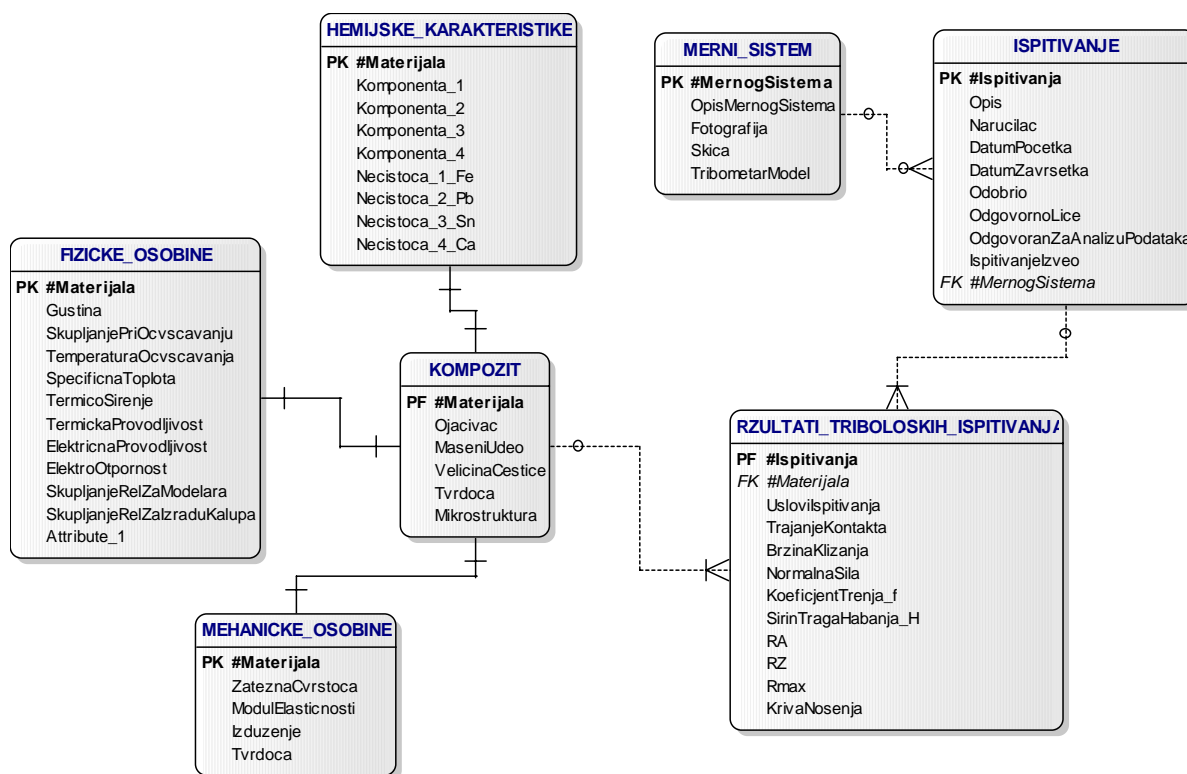 HEMIJSKE_KARAKTERISTIKE
PK #Materijala
Komponenta_1
Komponenta_2
Komponenta_3
Komponenta_4
Necistoca_1_Fe
Necistoca_2_Pb
Necistoca_3_Sn
Necistoca_4_Ca
MERNI_SISTEM
PK #MernogSistema
OpisMernogSistema
Fotografija
Skica
TribometarModel
ISPITIVANJE
PK #Ispitivanja
Opis
Narucilac
DatumPocetka
DatumZavrsetka
Odobrio
OdgovornoLice
OdgovoranZaAnalizuPodataka
IspitivanjeIzveo
FK #MernogSistema
FIZICKE_OSOBINE
PK #Materijala
Gustina
SkupljanjePriOcvscavanju
TemperaturaOcvscavanja
SpecificnaToplota
TermicoSirenje
TermickaProvodljivost
ElektricnaProvodljivost
ElektroOtpornost
SkupljanjeRelZaModelara
SkupljanjeRelZaIzraduKalupa
Attribute_1
KOMPOZIT
PF #Materijala
Ojacivac
MaseniUdeo
VelicinaCestice
Tvrdoca
Mikrostruktura
RZULTATI_TRIBOLOSKIH_ISPITIVANJA
PF #Ispitivanja
FK #Materijala
UsloviIspitivanja
TrajanjeKontakta
BrzinaKlizanja
NormalnaSila
KoeficjentTrenja_f
SirinTragaHabanja_H
RA
RZ
Rmax
KrivaNosenja
MEHANICKE_OSOBINE
PK #Materijala
ZateznaCvrstoca
ModulElasticnosti
Izduzenje
Tvrdoca